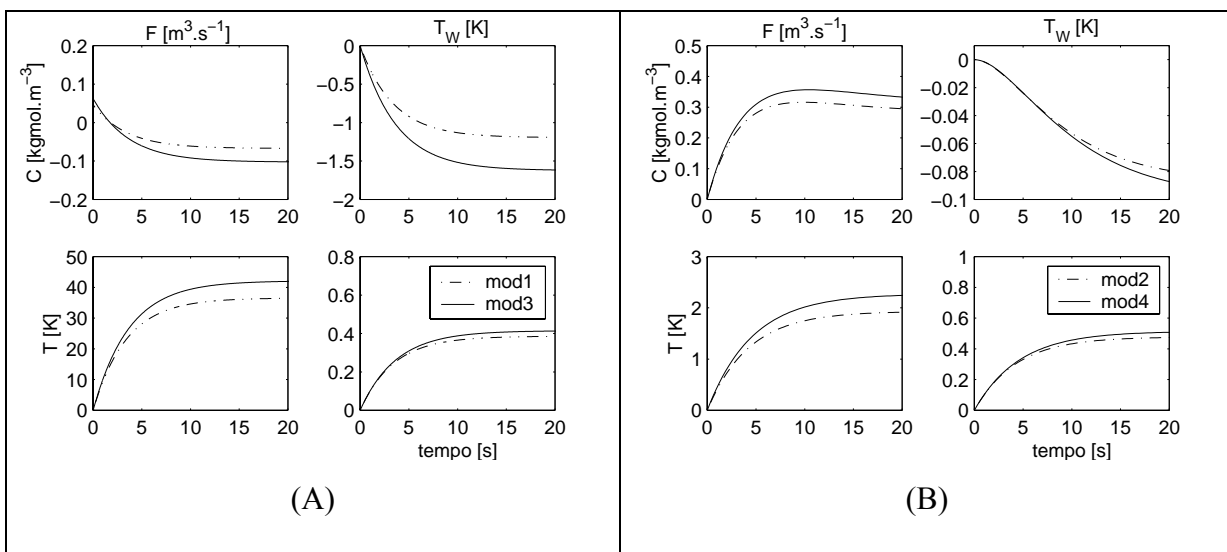 F [m³.s⁻¹]
T_W [K]
C [kgmol.m⁻³]
0.2
0.1
0
−0.1
−0.2
0 5 10 15 20
0
−0.5
−1
−1.5
−2
0 5 10 15 20
T [K]
50
40
30
20
10
0
0 5 10 15 20
0.8
0.6
0.4
0.2
0
mod1
mod3
0 5 10 15 20
tempo [s]
(A)
F [m³.s⁻¹]
T_W [K]
C [kgmol.m⁻³]
0.5
0.4
0.3
0.2
0.1
0
0 5 10 15 20
0
−0.02
−0.04
−0.06
−0.08
−0.1
0 5 10 15 20
T [K]
3
2
1
0
0 5 10 15 20
1
0.8
0.6
0.4
0.2
0
mod2
mod4
0 5 10 15 20
tempo [s]
(B)